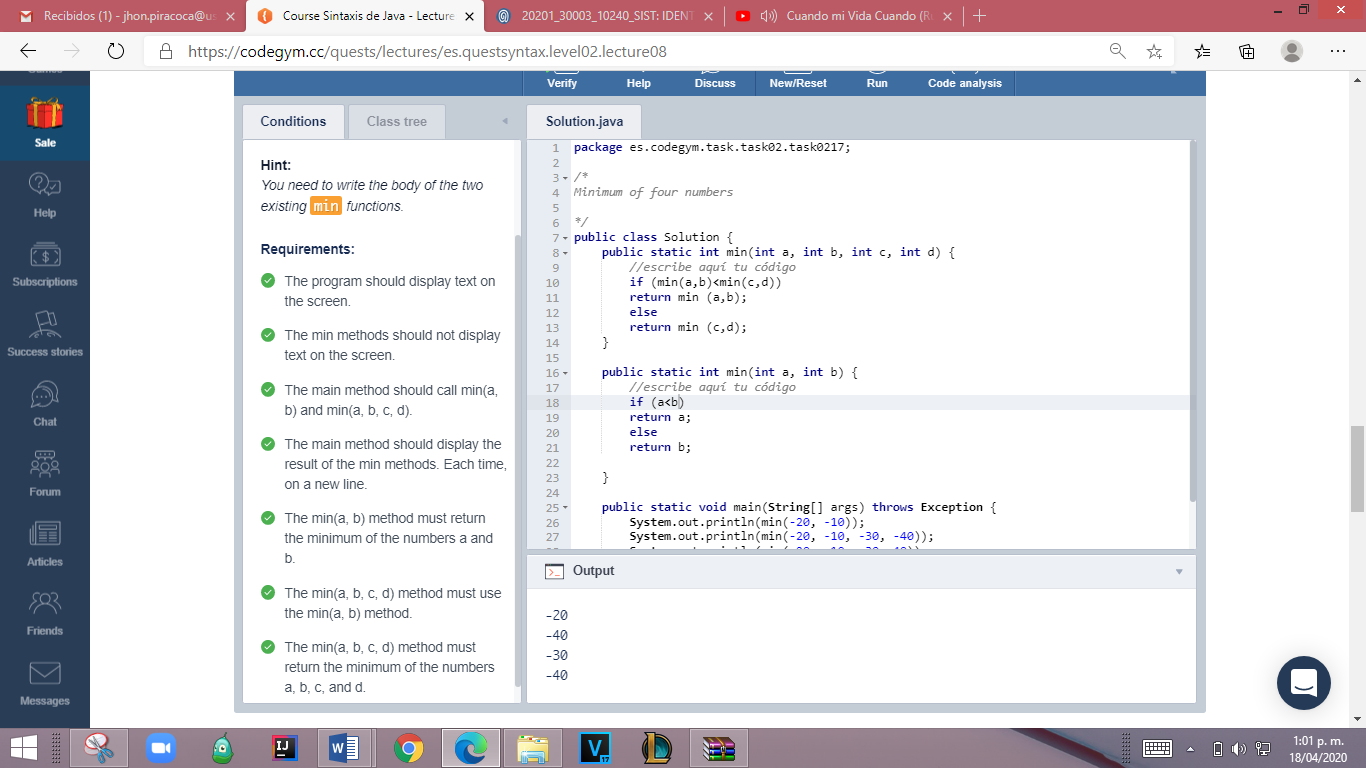 Recibidos (1) - jhon.piracoca@us
Course Sintaxis de Java - Lecture
20201_30003_10240_SIST: IDENT
Cuando mi Vida Cuando (Re
https://codegym.cc/quests/lectures/es.questsyntax.level02.lecture08
Games
Sale
Help
Subscriptions
Success stories
Chat
Forum
Articles
Friends
Messages
Verify
Help
Discuss
New/Reset
Run
Code analysis
Conditions
Class tree
Hint:
You need to write the body of the two
existing min functions.
Requirements:
The program should display text on
the screen.
The min methods should not display
text on the screen.
The main method should call min(a,
b) and min(a, b, c, d).
The main method should display the
result of the min methods. Each time,
on a new line.
The min(a, b) method must return
the minimum of the numbers a and
b.
The min(a, b, c, d) method must use
the min(a, b) method.
The min(a, b, c, d) method must
return the minimum of the numbers
a, b, c, and d.
Solution.java
1 package es.codegym.task.task02.task0217;
2
3 /*
4 Minimum of four numbers
5
6 */
7 public class Solution {
8 public static int min(int a, int b, int c, int d) {
9 //escribe aquí tu código
10 if (min(a,b)<min(c,d))
11 return min (a,b);
12 else
13 return min (c,d);
14 }
15
16 public static int min(int a, int b) {
17 //escribe aquí tu código
18 if (a<b)
19 return a;
20 else
21 return b;
22
23 }
24
25 public static void main(String[] args) throws Exception {
26 System.out.println(min(-20, -10));
27 System.out.println(min(-20, -10, -30, -40));
Output
-20
-40
-30
-40
1:01 p. m.
18/04/2020